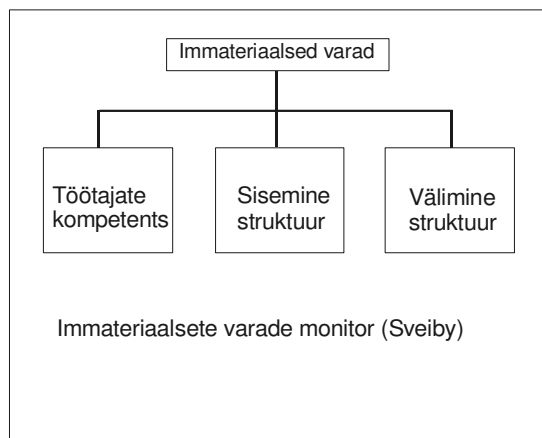 Immateriaalsed varad
Töötajate
kompetents
Sisemine
struktuur
Välimine
struktuur
Immateriaalsete varade monitor (Sveiby)